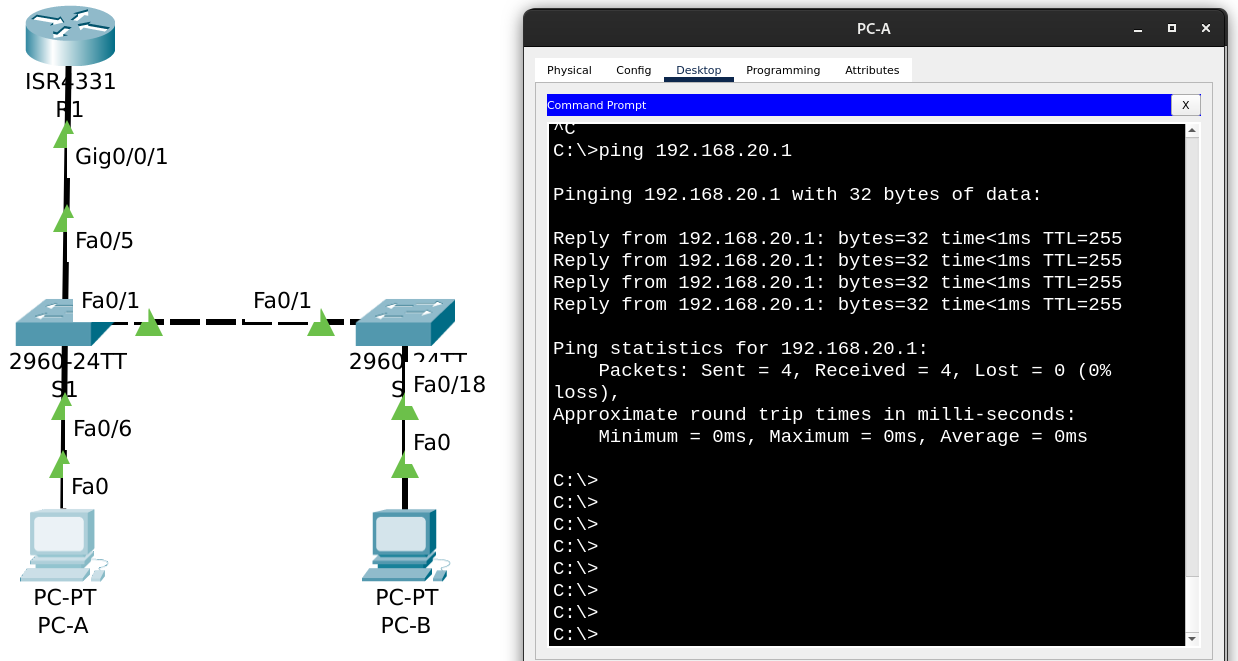 ISR4331
R1
Gig0/0/1
Fa0/5
Fa0/1
Fa0/1
2960-24TT
S1
2960-24TT
S
Fa0/18
Fa0/6
Fa0
Fa0
PC-PT
PC-A
PC-PT
PC-B
PC-A
Physical Config Desktop Programming Attributes
Command Prompt X
^C
C:\>ping 192.168.20.1
Pinging 192.168.20.1 with 32 bytes of data:
Reply from 192.168.20.1: bytes=32 time<1ms TTL=255
Reply from 192.168.20.1: bytes=32 time<1ms TTL=255
Reply from 192.168.20.1: bytes=32 time<1ms TTL=255
Reply from 192.168.20.1: bytes=32 time<1ms TTL=255
Ping statistics for 192.168.20.1:
Packets: Sent = 4, Received = 4, Lost = 0 (0%
loss),
Approximate round trip times in milli-seconds:
Minimum = 0ms, Maximum = 0ms, Average = 0ms
C:\>
C:\>
C:\>
C:\>
C:\>
C:\>
C:\>
C:\>